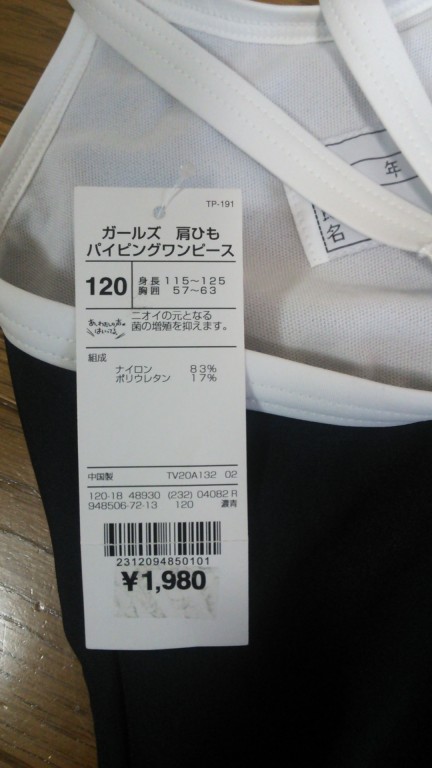 TP-191
ガールズ 肩ひも
パイピングワンピース
120
身長 115～125
胸囲 57～63
ニオイの元となる
菌の増殖を抑えます。
組成
ナイロン 83%
ポリウレタン 17%
中国製 TV20A132 02
120-18 48930 (232) 04082 R
948506-72-13 120 濃青
2312094850101
¥1,980
年
名